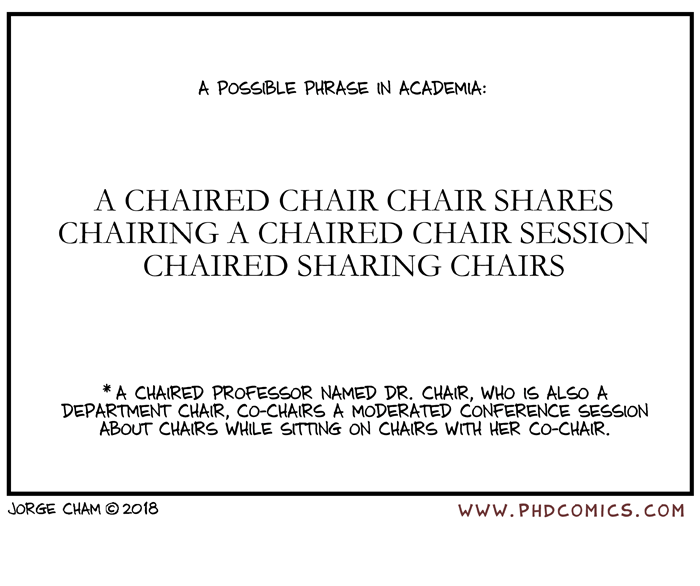 A POSSIBLE PHRASE IN ACADEMIA:
A CHAIRED CHAIR CHAIR SHARES
CHAIRING A CHAIRED CHAIR SESSION
CHAIRED SHARING CHAIRS
* A CHAIRED PROFESSOR NAMED DR. CHAIR, WHO IS ALSO A
DEPARTMENT CHAIR, CO-CHAIRS A MODERATED CONFERENCE SESSION
ABOUT CHAIRS WHILE SITTING ON CHAIRS WITH HER CO-CHAIR.
JORGE CHAM © 2018
WWW.PHDCOMICS.COM